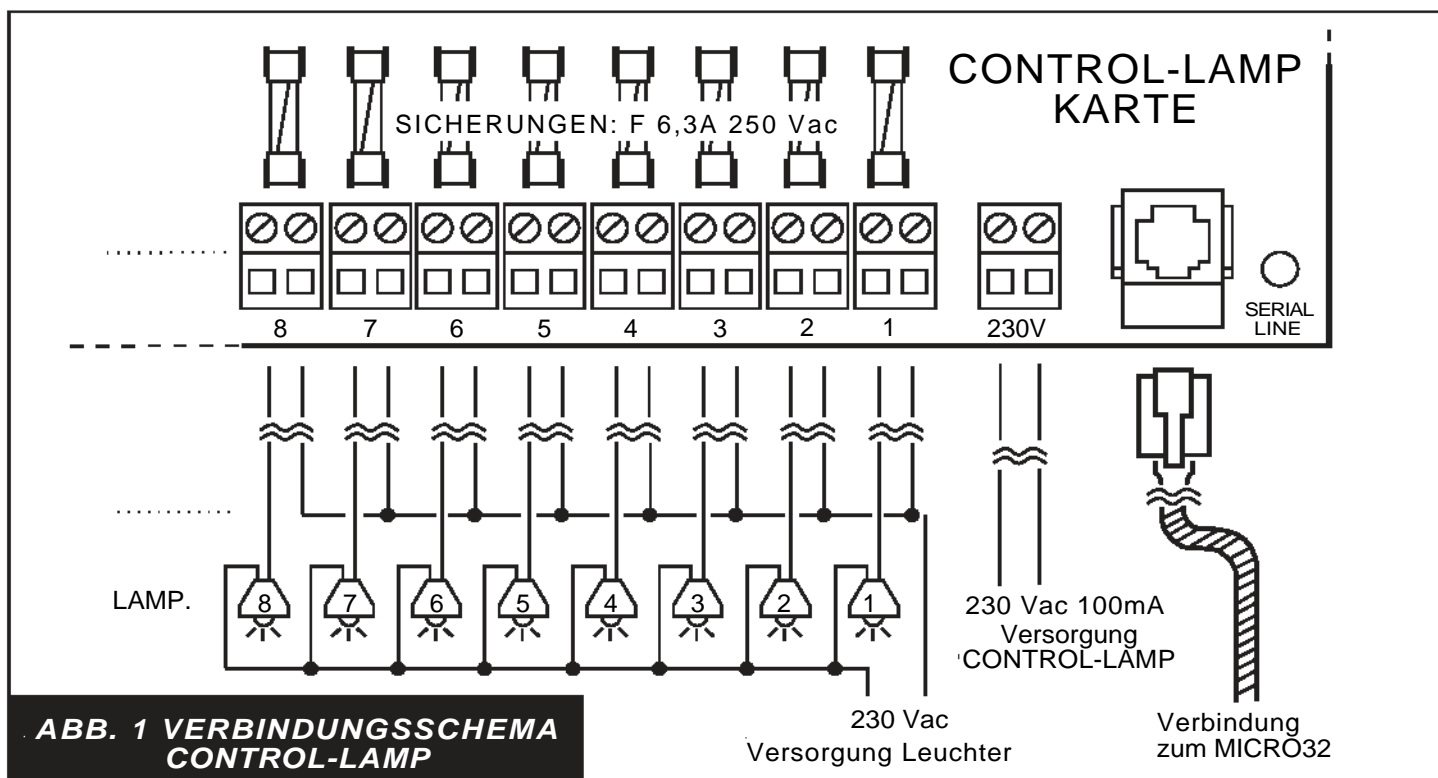 CONTROL-LAMP
KARTE
SICHERUNGEN: F 6,3A 250 Vac
8 7 6 5 4 3 2 1 230V
SERIAL
LINE
LAMP.
8 7 6 5 4 3 2 1
230 Vac 100mA
Versorgung
CONTROL-LAMP
230 Vac
Versorgung Leuchter
Verbindung
zum MICRO32
ABB. 1 VERBINDUNGSSCHEMA
CONTROL-LAMP